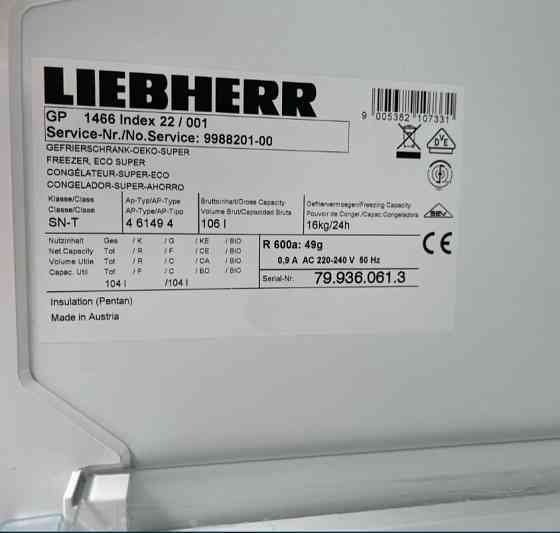 LIEBHERR
GP 1466 Index 22 / 001
Service-Nr./No.Service: 9988201-00
9 005382 107331
GEFRIERSCHRANK-OEKO-SUPER
FREEZER, ECO SUPER
CONGÉLATEUR-SUPER-ECO
CONGELADOR-SUPER-AHORRO
Klasse/Class Ap-Typ/AP-Type Bruttoinhalt/Gross Capacity Gefriervermoegen/Freezing Capacity
Classe/Clase AP-Type/AP-Tipo Volume Brut/Capacidad Bruta Pouvoir de Congel./Capac.Congeladora
SN-T 4 6149 4 106 l 16kg/24h
Nutzinhalt Ges / K / G / KE / BIO
Net.Capacity Tot / R / F / CE / BIO
Volume Utile Tot / R / C / CA / BIO
Capac. Util Tot / F / C / BO / BIO
104 l /104 l
R 600a: 49g
0,9 A AC 220-240 V 50 Hz
Serial-Nr: 79.936.061.3
DVE
SEV
CE
Insulation (Pentan)
Made in Austria